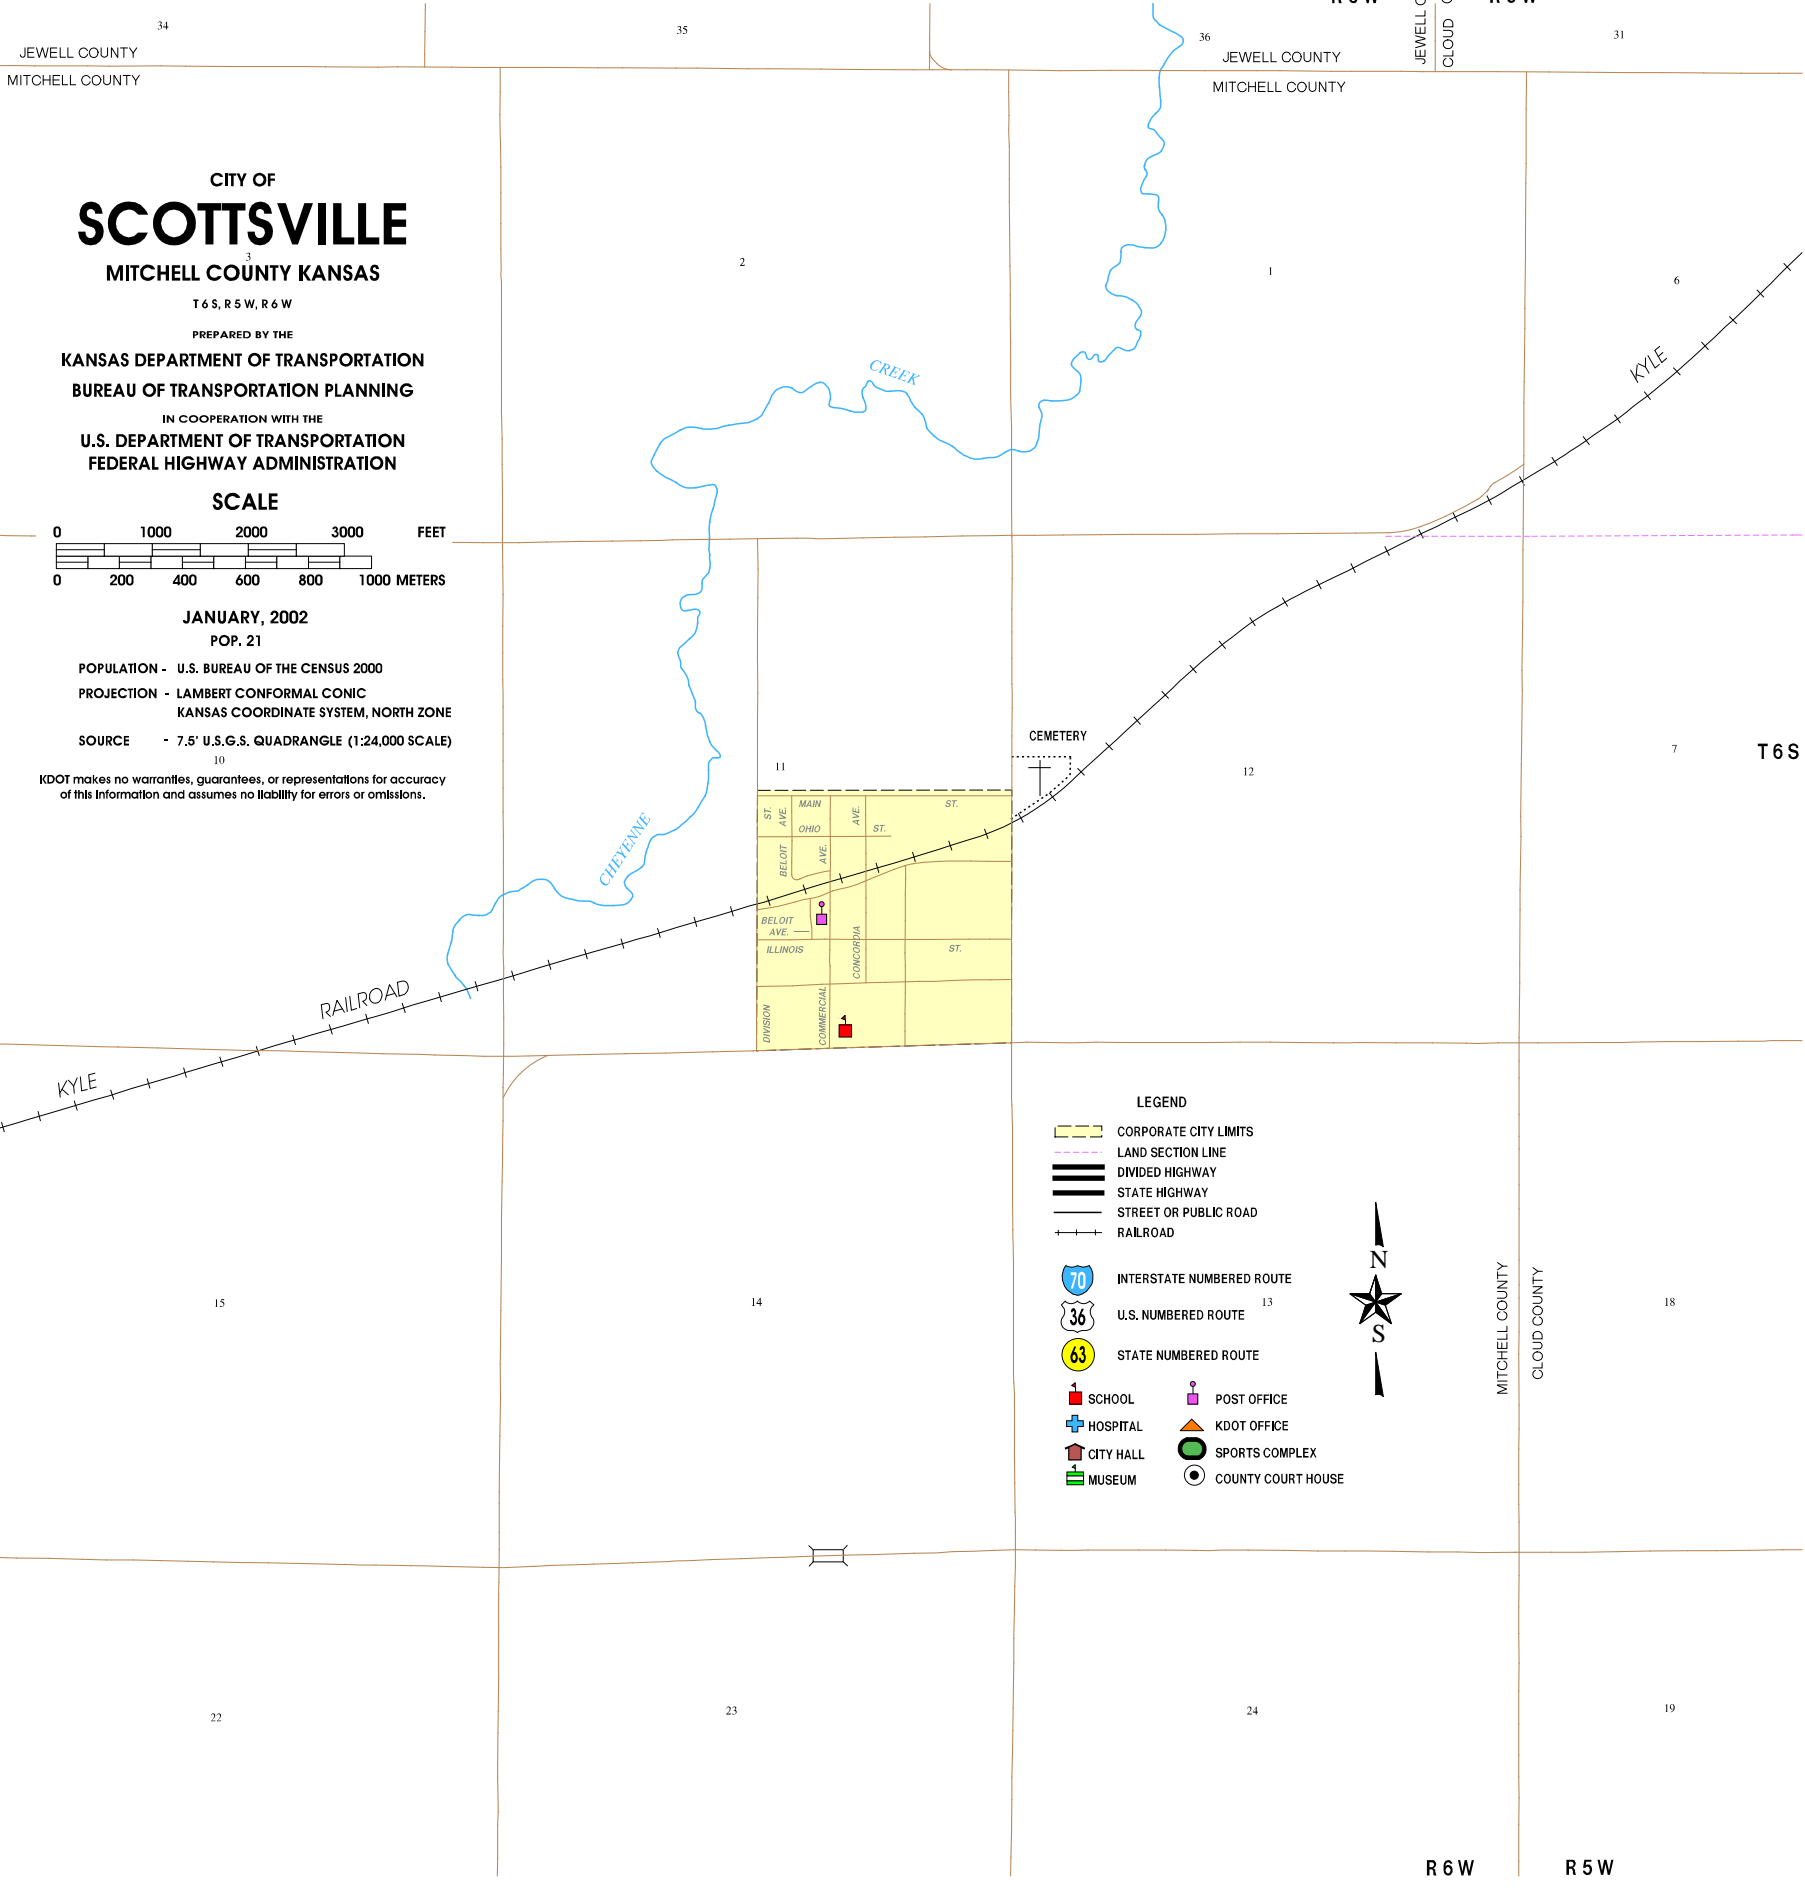 R 6 W
R 5 W
34
35
36
31
JEWELL COUNTY
MITCHELL COUNTY
JEWELL COUNTY
MITCHELL COUNTY
JEWELL C
CLOUD C
CITY OF
SCOTTSVILLE
3
MITCHELL COUNTY KANSAS
T 6 S, R 5 W, R 6 W
PREPARED BY THE
KANSAS DEPARTMENT OF TRANSPORTATION
BUREAU OF TRANSPORTATION PLANNING
IN COOPERATION WITH THE
U.S. DEPARTMENT OF TRANSPORTATION
FEDERAL HIGHWAY ADMINISTRATION
SCALE
0 1000 2000 3000 FEET
0 200 400 600 800 1000 METERS
JANUARY, 2002
POP. 21
POPULATION - U.S. BUREAU OF THE CENSUS 2000
PROJECTION - LAMBERT CONFORMAL CONIC
KANSAS COORDINATE SYSTEM, NORTH ZONE
SOURCE - 7.5' U.S.G.S. QUADRANGLE (1:24,000 SCALE)
10
KDOT makes no warranties, guarantees, or representations for accuracy
of this information and assumes no liability for errors or omissions.
2
1
6
CREEK
KYLE
CEMETERY
11
12
7
T 6 S
CHEYENNE
ST.
AVE.
MAIN
AVE.
ST.
OHIO
ST.
BELOIT
AVE.
BELOIT
AVE.
ILLINOIS
ST.
CONCORDIA
DIVISION
COMMERCIAL
RAILROAD
KYLE
LEGEND
CORPORATE CITY LIMITS
LAND SECTION LINE
DIVIDED HIGHWAY
STATE HIGHWAY
STREET OR PUBLIC ROAD
RAILROAD
70 INTERSTATE NUMBERED ROUTE
36 U.S. NUMBERED ROUTE
63 STATE NUMBERED ROUTE
SCHOOL
POST OFFICE
HOSPITAL
KDOT OFFICE
CITY HALL
SPORTS COMPLEX
MUSEUM
COUNTY COURT HOUSE
N
S
MITCHELL COUNTY
CLOUD COUNTY
15
14
13
18
22
23
24
19
R 6 W
R 5 W